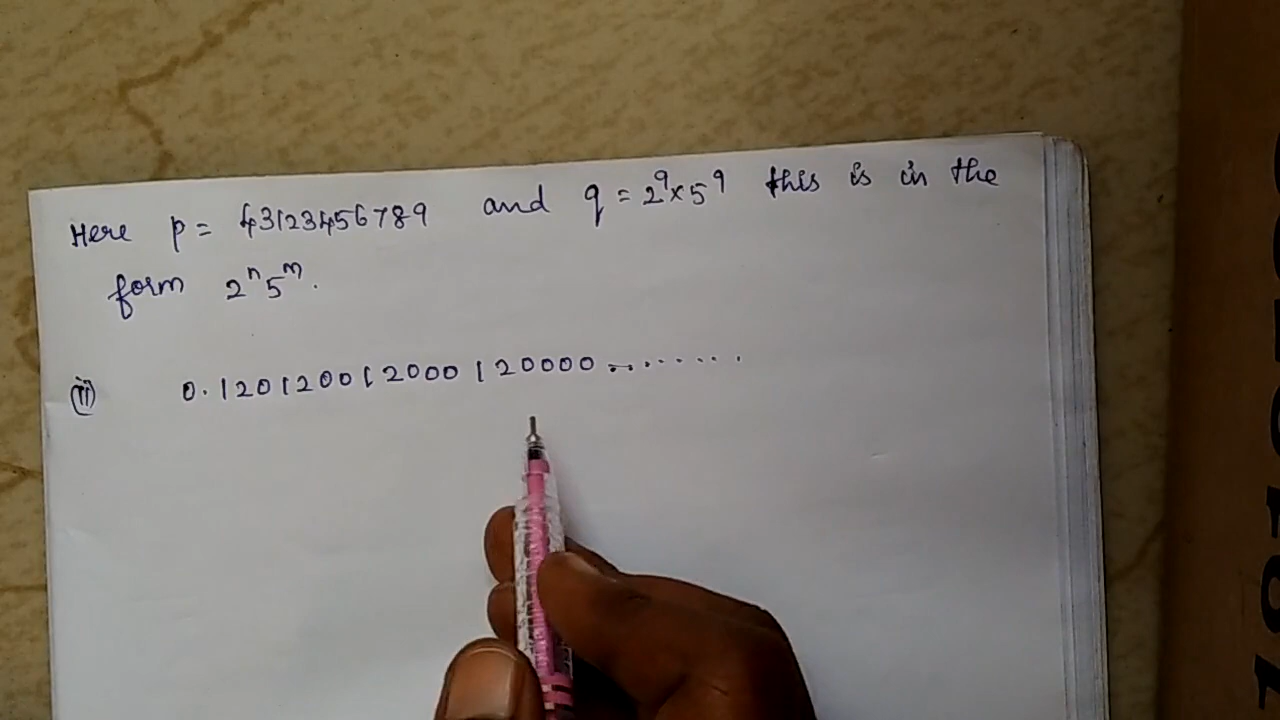 Here p = 43123456789 and q = 2⁹×5⁹ this is in the
form 2ⁿ5ᵐ.
(ii) 0.120120012000120000..........